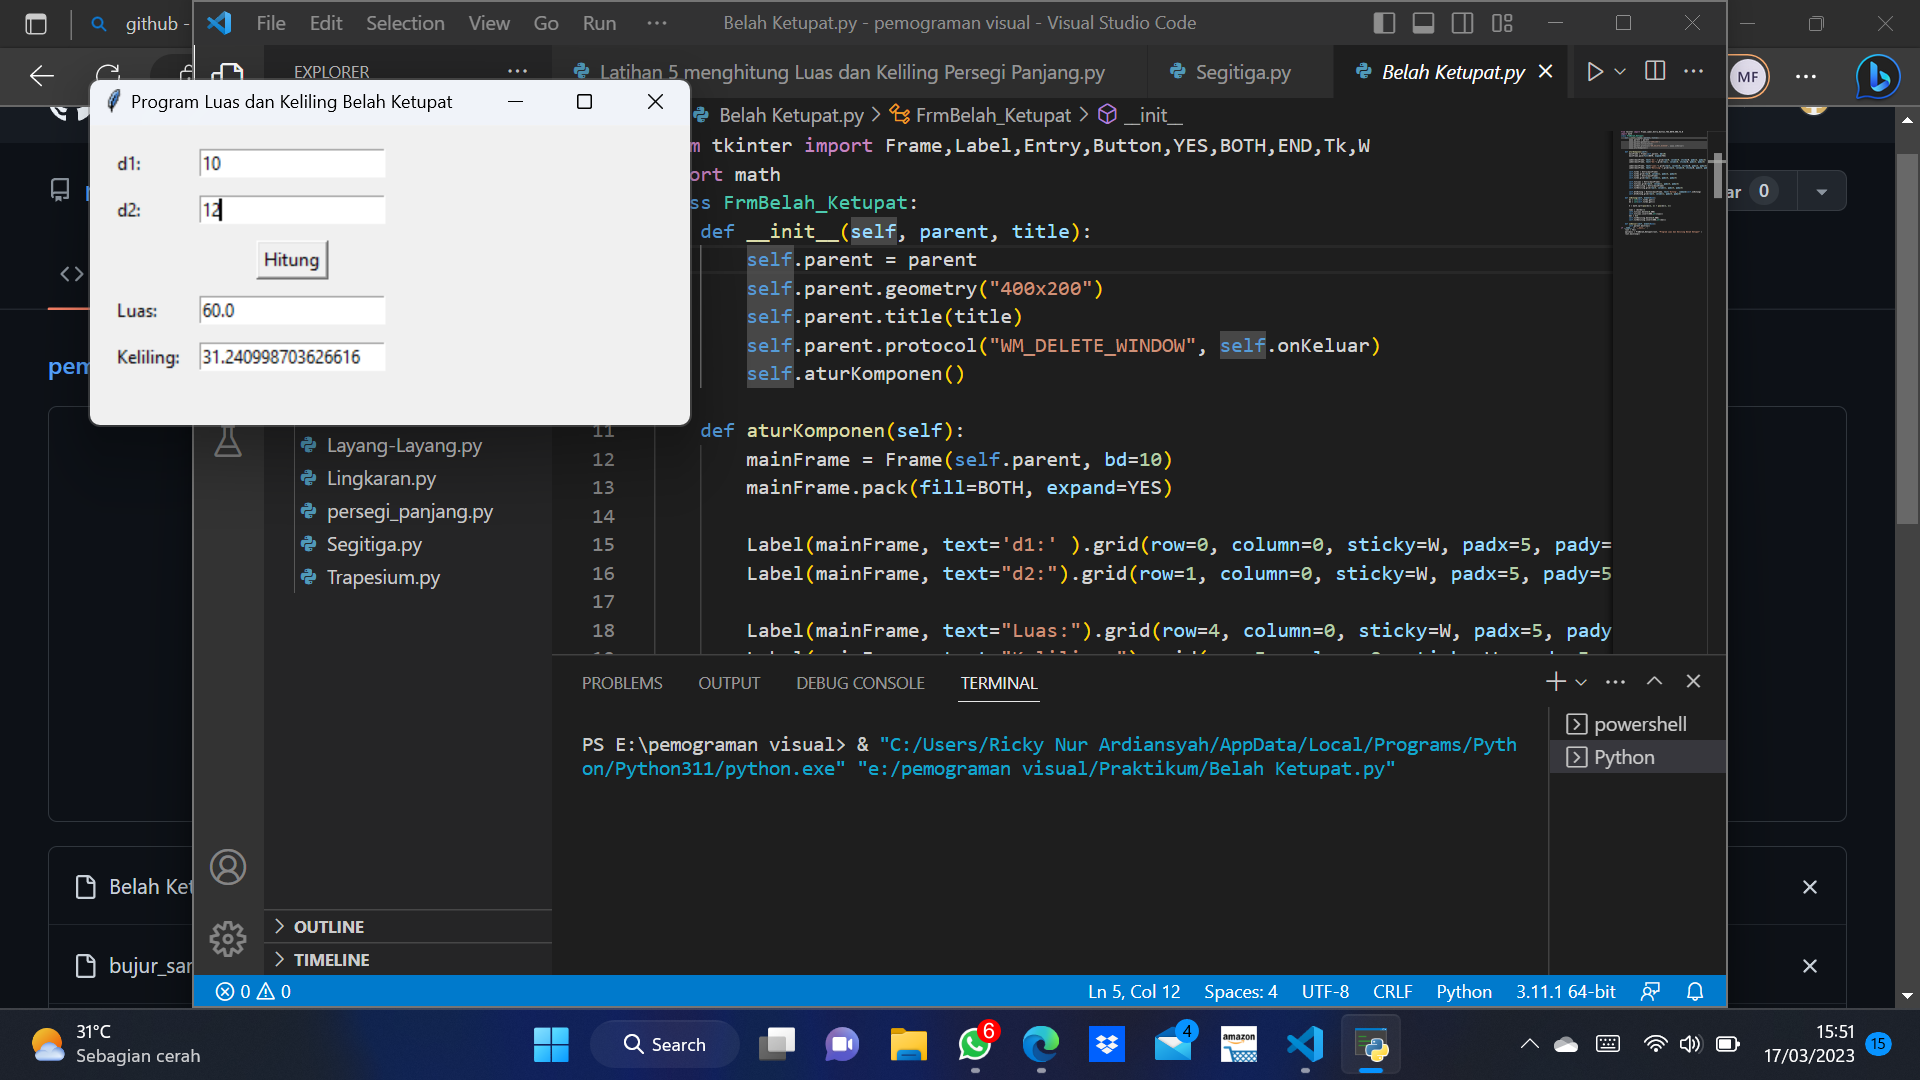 github -
File Edit Selection View Go Run ···
Belah Ketupat.py - pemograman visual - Visual Studio Code
EXPLORER ···
Latihan 5 menghitung Luas dan Keliling Persegi Panjang.py
Segitiga.py
Belah Ketupat.py
MF
Program Luas dan Keliling Belah Ketupat
d1: 10
d2: 12
Hitung
Luas: 60.0
Keliling: 31.240998703626616
Belah Ketupat.py > FrmBelah_Ketupat > __init__
m tkinter import Frame,Label,Entry,Button,YES,BOTH,END,Tk,W
ort math
ss FrmBelah_Ketupat:
def __init__(self, parent, title):
self.parent = parent
self.parent.geometry("400x200")
self.parent.title(title)
self.parent.protocol("WM_DELETE_WINDOW", self.onKeluar)
self.aturKomponen()
11 def aturKomponen(self):
12 mainFrame = Frame(self.parent, bd=10)
13 mainFrame.pack(fill=BOTH, expand=YES)
14
15 Label(mainFrame, text='d1:' ).grid(row=0, column=0, sticky=W, padx=5, pady=
16 Label(mainFrame, text="d2:").grid(row=1, column=0, sticky=W, padx=5, pady=5
17
18 Label(mainFrame, text="Luas:").grid(row=4, column=0, sticky=W, padx=5, pady
Layang-Layang.py
Lingkaran.py
persegi_panjang.py
Segitiga.py
Trapesium.py
OUTLINE
TIMELINE
PROBLEMS OUTPUT DEBUG CONSOLE TERMINAL
PS E:\pemograman visual> & "C:/Users/Ricky Nur Ardiansyah/AppData/Local/Programs/Pyth
on/Python311/python.exe" "e:/pemograman visual/Praktikum/Belah Ketupat.py"
powershell
Python
ar 0
pem
Belah Ket
bujur_sar
0 0
Ln 5, Col 12 Spaces: 4 UTF-8 CRLF Python 3.11.1 64-bit
31°C
Sebagian cerah
Search
6
4
amazon
15:51
17/03/2023
15